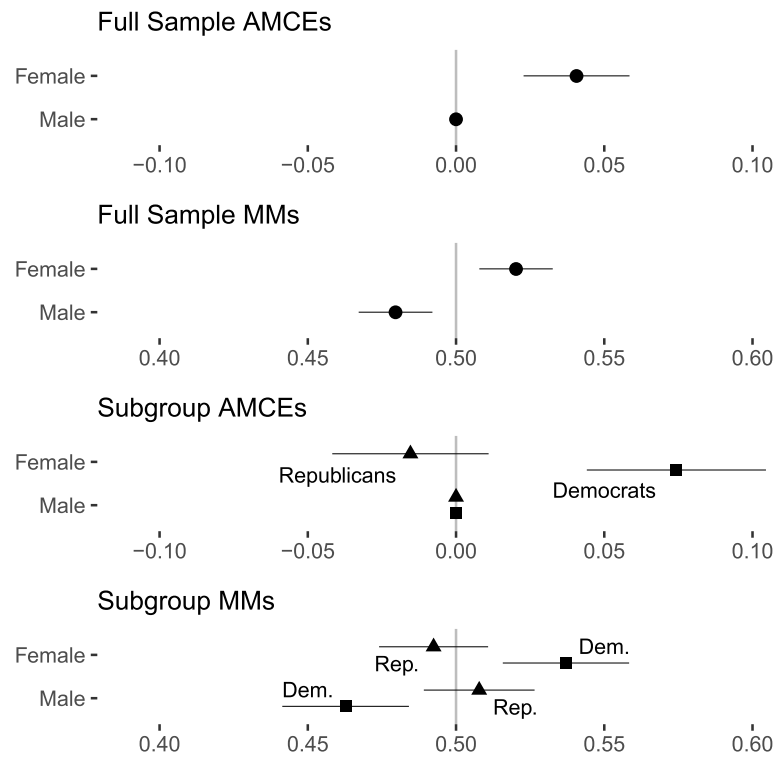 Full Sample AMCEs
Female
Male
−0.10 −0.05 0.00 0.05 0.10
Full Sample MMs
Female
Male
0.40 0.45 0.50 0.55 0.60
Subgroup AMCEs
Female
Republicans
Democrats
Male
−0.10 −0.05 0.00 0.05 0.10
Subgroup MMs
Dem.
Female
Rep.
Dem.
Male
Rep.
0.40 0.45 0.50 0.55 0.60